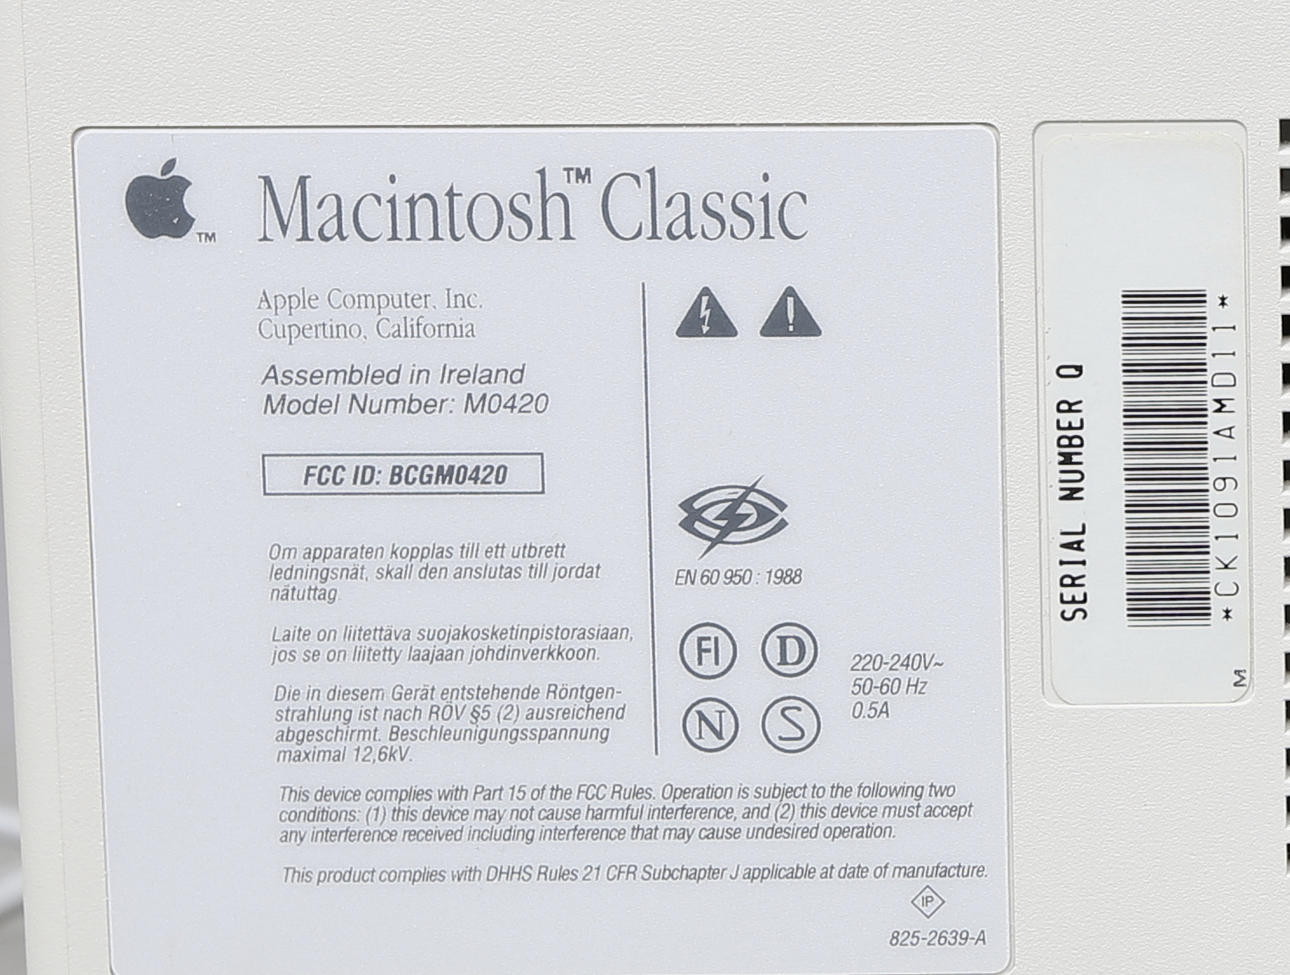 Macintosh™ Classic
TM
Apple Computer, Inc.
Cupertino, California
Assembled in Ireland
Model Number: M0420
FCC ID: BCGM0420
Om apparaten kopplas till ett utbrett
ledningsnät, skall den anslutas till jordat
nätuttag.
Laite on liitettävä suojakosketinpistorasiaan,
jos se on liitetty laajaan johdinverkkoon.
Die in diesem Gerät entstehende Röntgen-
strahlung ist nach RÖV §5 (2) ausreichend
abgeschirmt. Beschleunigungsspannung
maximal 12,6kV.
EN 60 950 : 1988
FI D
N S
220-240V~
50-60 Hz
0.5A
This device complies with Part 15 of the FCC Rules. Operation is subject to the following two
conditions: (1) this device may not cause harmful interference, and (2) this device must accept
any interference received including interference that may cause undesired operation.
This product complies with DHHS Rules 21 CFR Subchapter J applicable at date of manufacture.
IP
825-2639-A
SERIAL NUMBER Q
*CK1091AMD11*
M